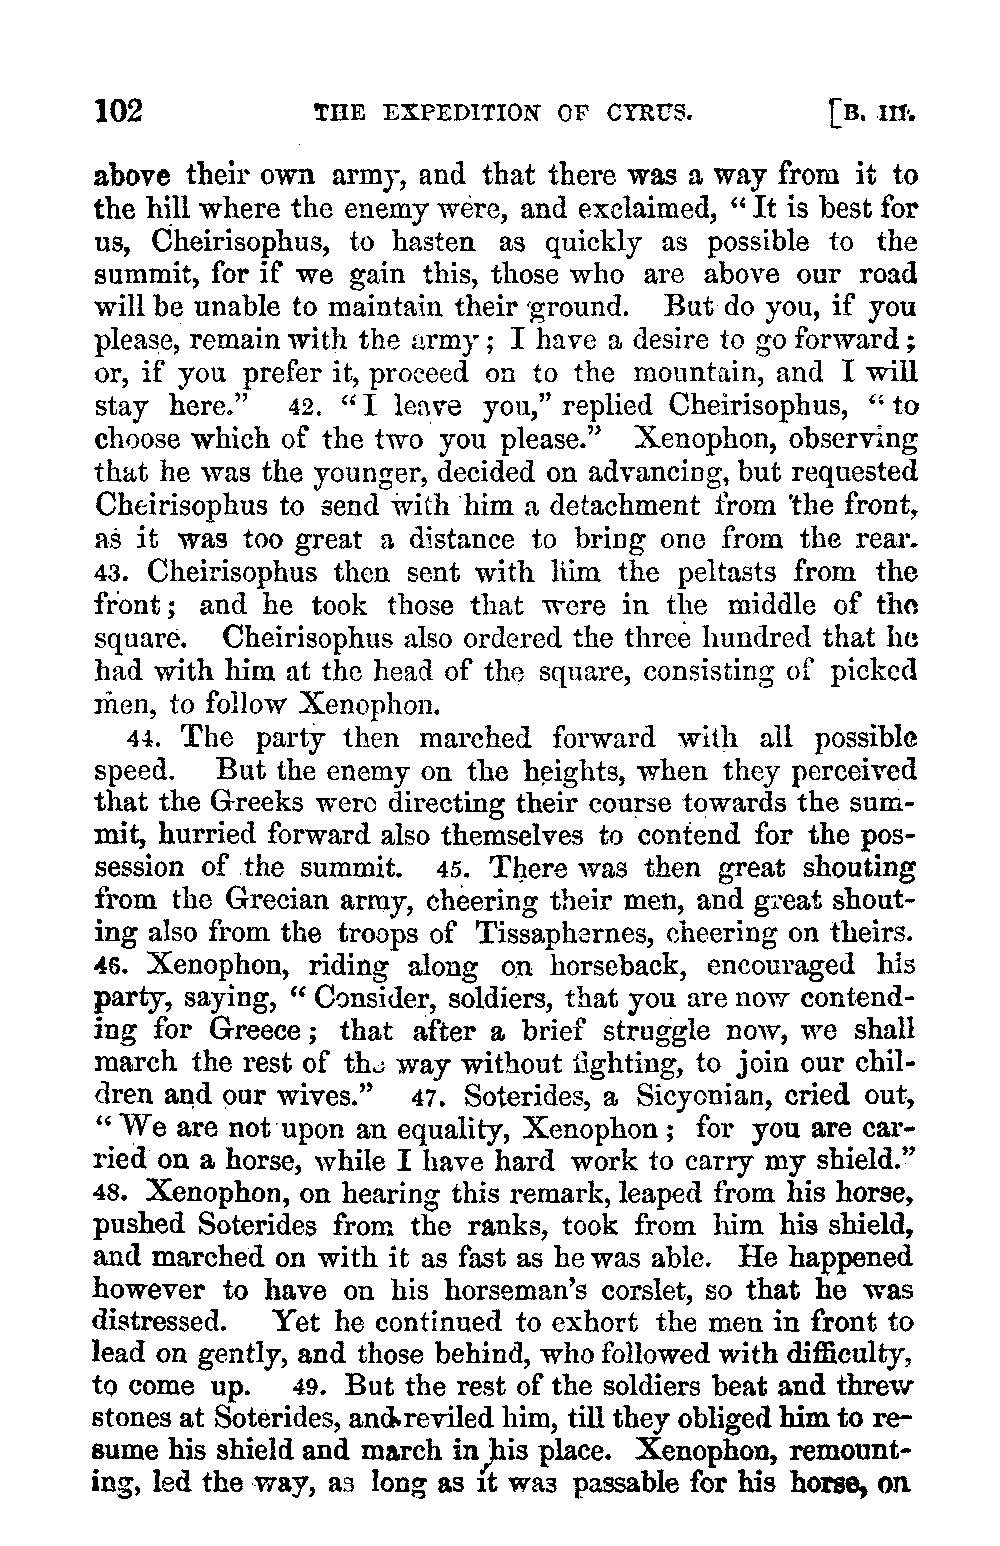 102 THE EXPEDITION OF CYRUS. [B. III.
above their own army, and that there was a way from it to
the hill where the enemy were, and exclaimed, “It is best for
us, Cheirisophus, to hasten as quickly as possible to the
summit, for if we gain this, those who are above our road
will be unable to maintain their ground. But do you, if you
please, remain with the army; I have a desire to go forward;
or, if you prefer it, proceed on to the mountain, and I will
stay here.” 42. “I leave you,” replied Cheirisophus, “to
choose which of the two you please.” Xenophon, observing
that he was the younger, decided on advancing, but requested
Cheirisophus to send with him a detachment from the front,
as it was too great a distance to bring one from the rear.
43. Cheirisophus then sent with him the peltasts from the
front; and he took those that were in the middle of the
square. Cheirisophus also ordered the three hundred that he
had with him at the head of the square, consisting of picked
men, to follow Xenophon.
44. The party then marched forward with all possible
speed. But the enemy on the heights, when they perceived
that the Greeks were directing their course towards the sum-
mit, hurried forward also themselves to contend for the pos-
session of the summit. 45. There was then great shouting
from the Grecian army, cheering their men, and great shout-
ing also from the troops of Tissaphernes, cheering on theirs.
46. Xenophon, riding along on horseback, encouraged his
party, saying, “Consider, soldiers, that you are now contend-
ing for Greece; that after a brief struggle now, we shall
march the rest of the way without fighting, to join our chil-
dren and our wives.” 47. Soterides, a Sicyonian, cried out,
“We are not upon an equality, Xenophon; for you are car-
ried on a horse, while I have hard work to carry my shield.”
48. Xenophon, on hearing this remark, leaped from his horse,
pushed Soterides from the ranks, took from him his shield,
and marched on with it as fast as he was able. He happened
however to have on his horseman’s corslet, so that he was
distressed. Yet he continued to exhort the men in front to
lead on gently, and those behind, who followed with difficulty,
to come up. 49. But the rest of the soldiers beat and threw
stones at Soterides, and reviled him, till they obliged him to re-
sume his shield and march in his place. Xenophon, remount-
ing, led the way, as long as it was passable for his horse, on